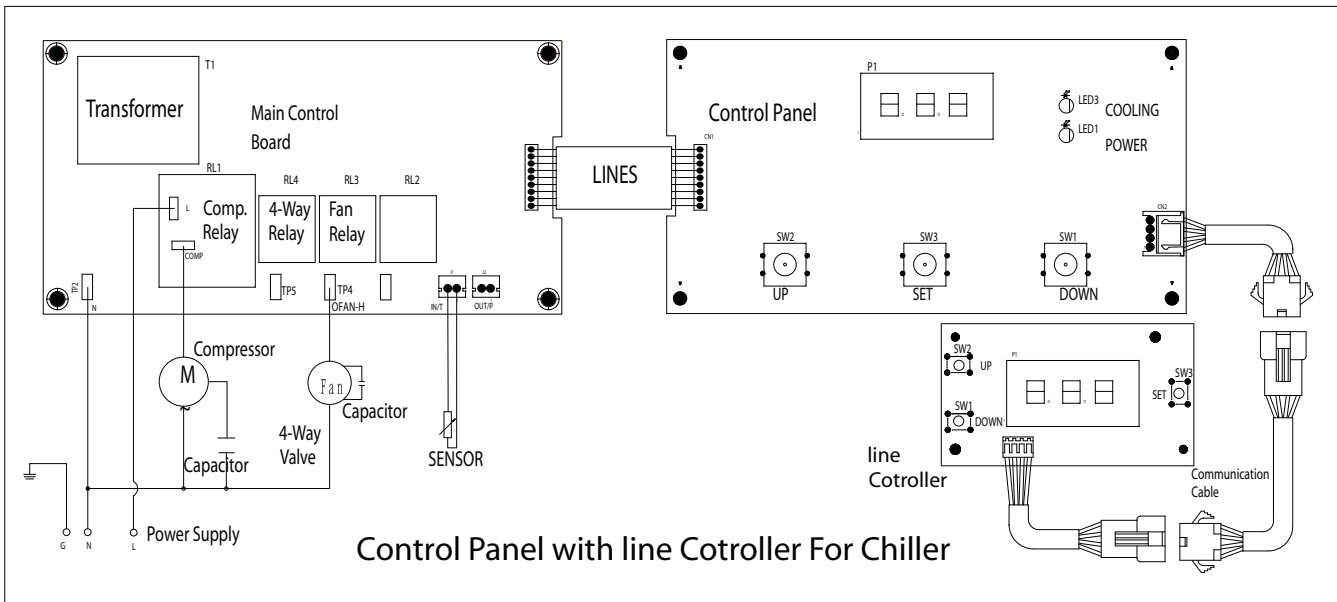 T1
Transformer
Main Control
Board
RL1
L
Comp.
Relay
COMP
RL4
4-Way
Relay
RL3
Fan
Relay
RL2
TP2
N
TP5
TP4
OFAN-H
J1
IN/T
J2
OUT/P
Compressor
M
~
Capacitor
Fan
Capacitor
4-Way
Valve
SENSOR
G
N
L
Power Supply
LINES
CN1
Control Panel
P1
LED3
COOLING
LED1
POWER
SW2
UP
SW3
SET
SW1
DOWN
CN2
SW2
UP
SW1
DOWN
P1
SW3
SET
line
Cotroller
Communication
Cable
Control Panel with line Cotroller For Chiller